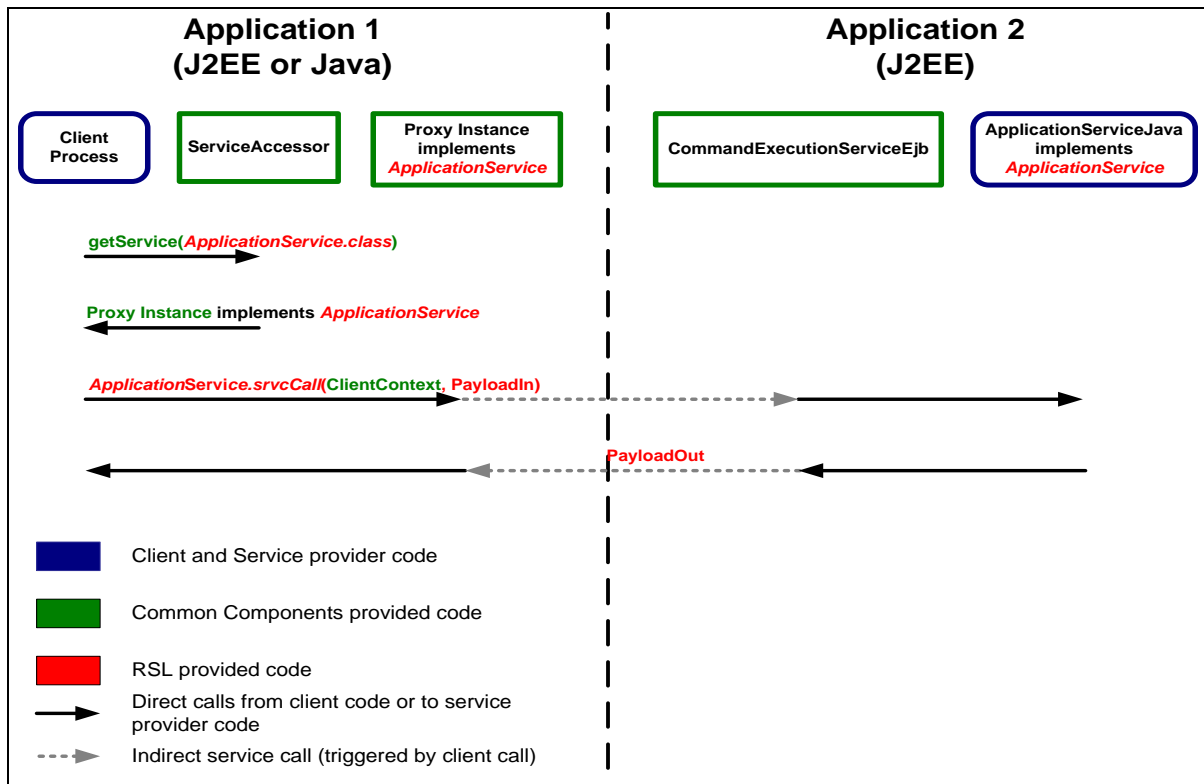 Application 1
(J2EE or Java)
Application 2
(J2EE)
Client
Process
ServiceAccessor
Proxy Instance
implements
ApplicationService
CommandExecutionServiceEjb
ApplicationServiceJava
implements
ApplicationService
getService(ApplicationService.class)
Proxy Instance implements ApplicationService
ApplicationService.srvcCall(ClientContext, PayloadIn)
PayloadOut
Client and Service provider code
Common Components provided code
RSL provided code
Direct calls from client code or to service
provider code
Indirect service call (triggered by client call)